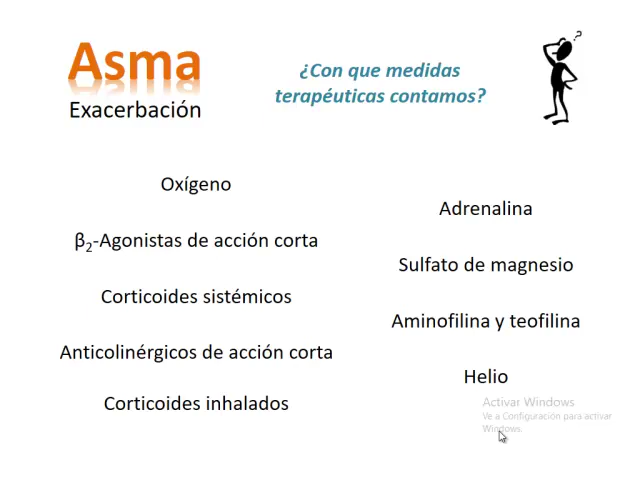 Asma
Exacerbación
¿Con que medidas
terapéuticas contamos?
?
Oxígeno
β2-Agonistas de acción corta
Corticoides sistémicos
Anticolinérgicos de acción corta
Corticoides inhalados
Adrenalina
Sulfato de magnesio
Aminofilina y teofilina
Helio
Activar Windows
Ve a Configuración para activar
Windows.